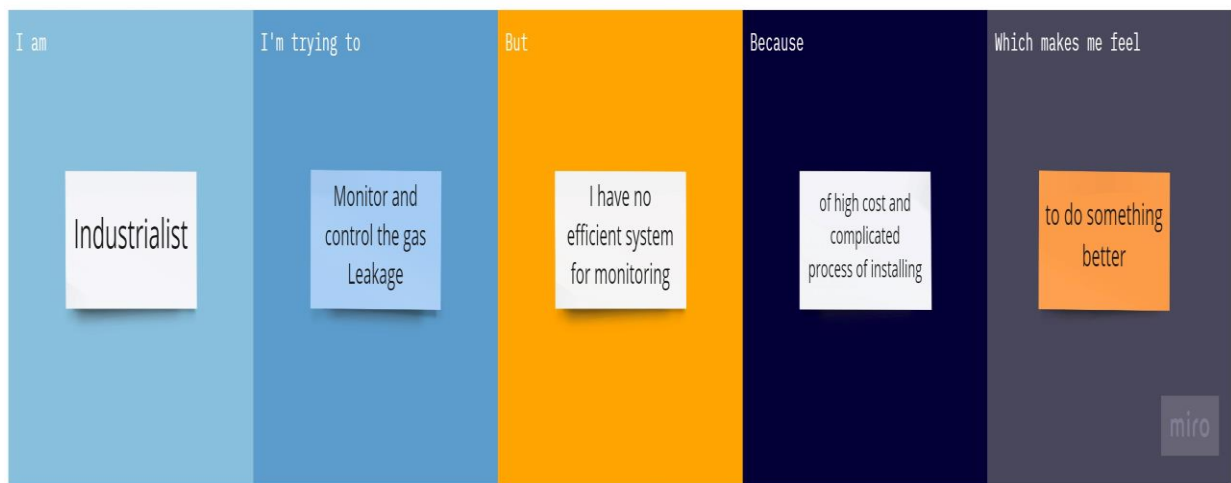 I am
I'm trying to
But
Because
Which makes me feel
Industrialist
Monitor and
control the gas
Leakage
I have no
efficient system
for monitoring
of high cost and
complicated
process of installing
to do something
better
miro